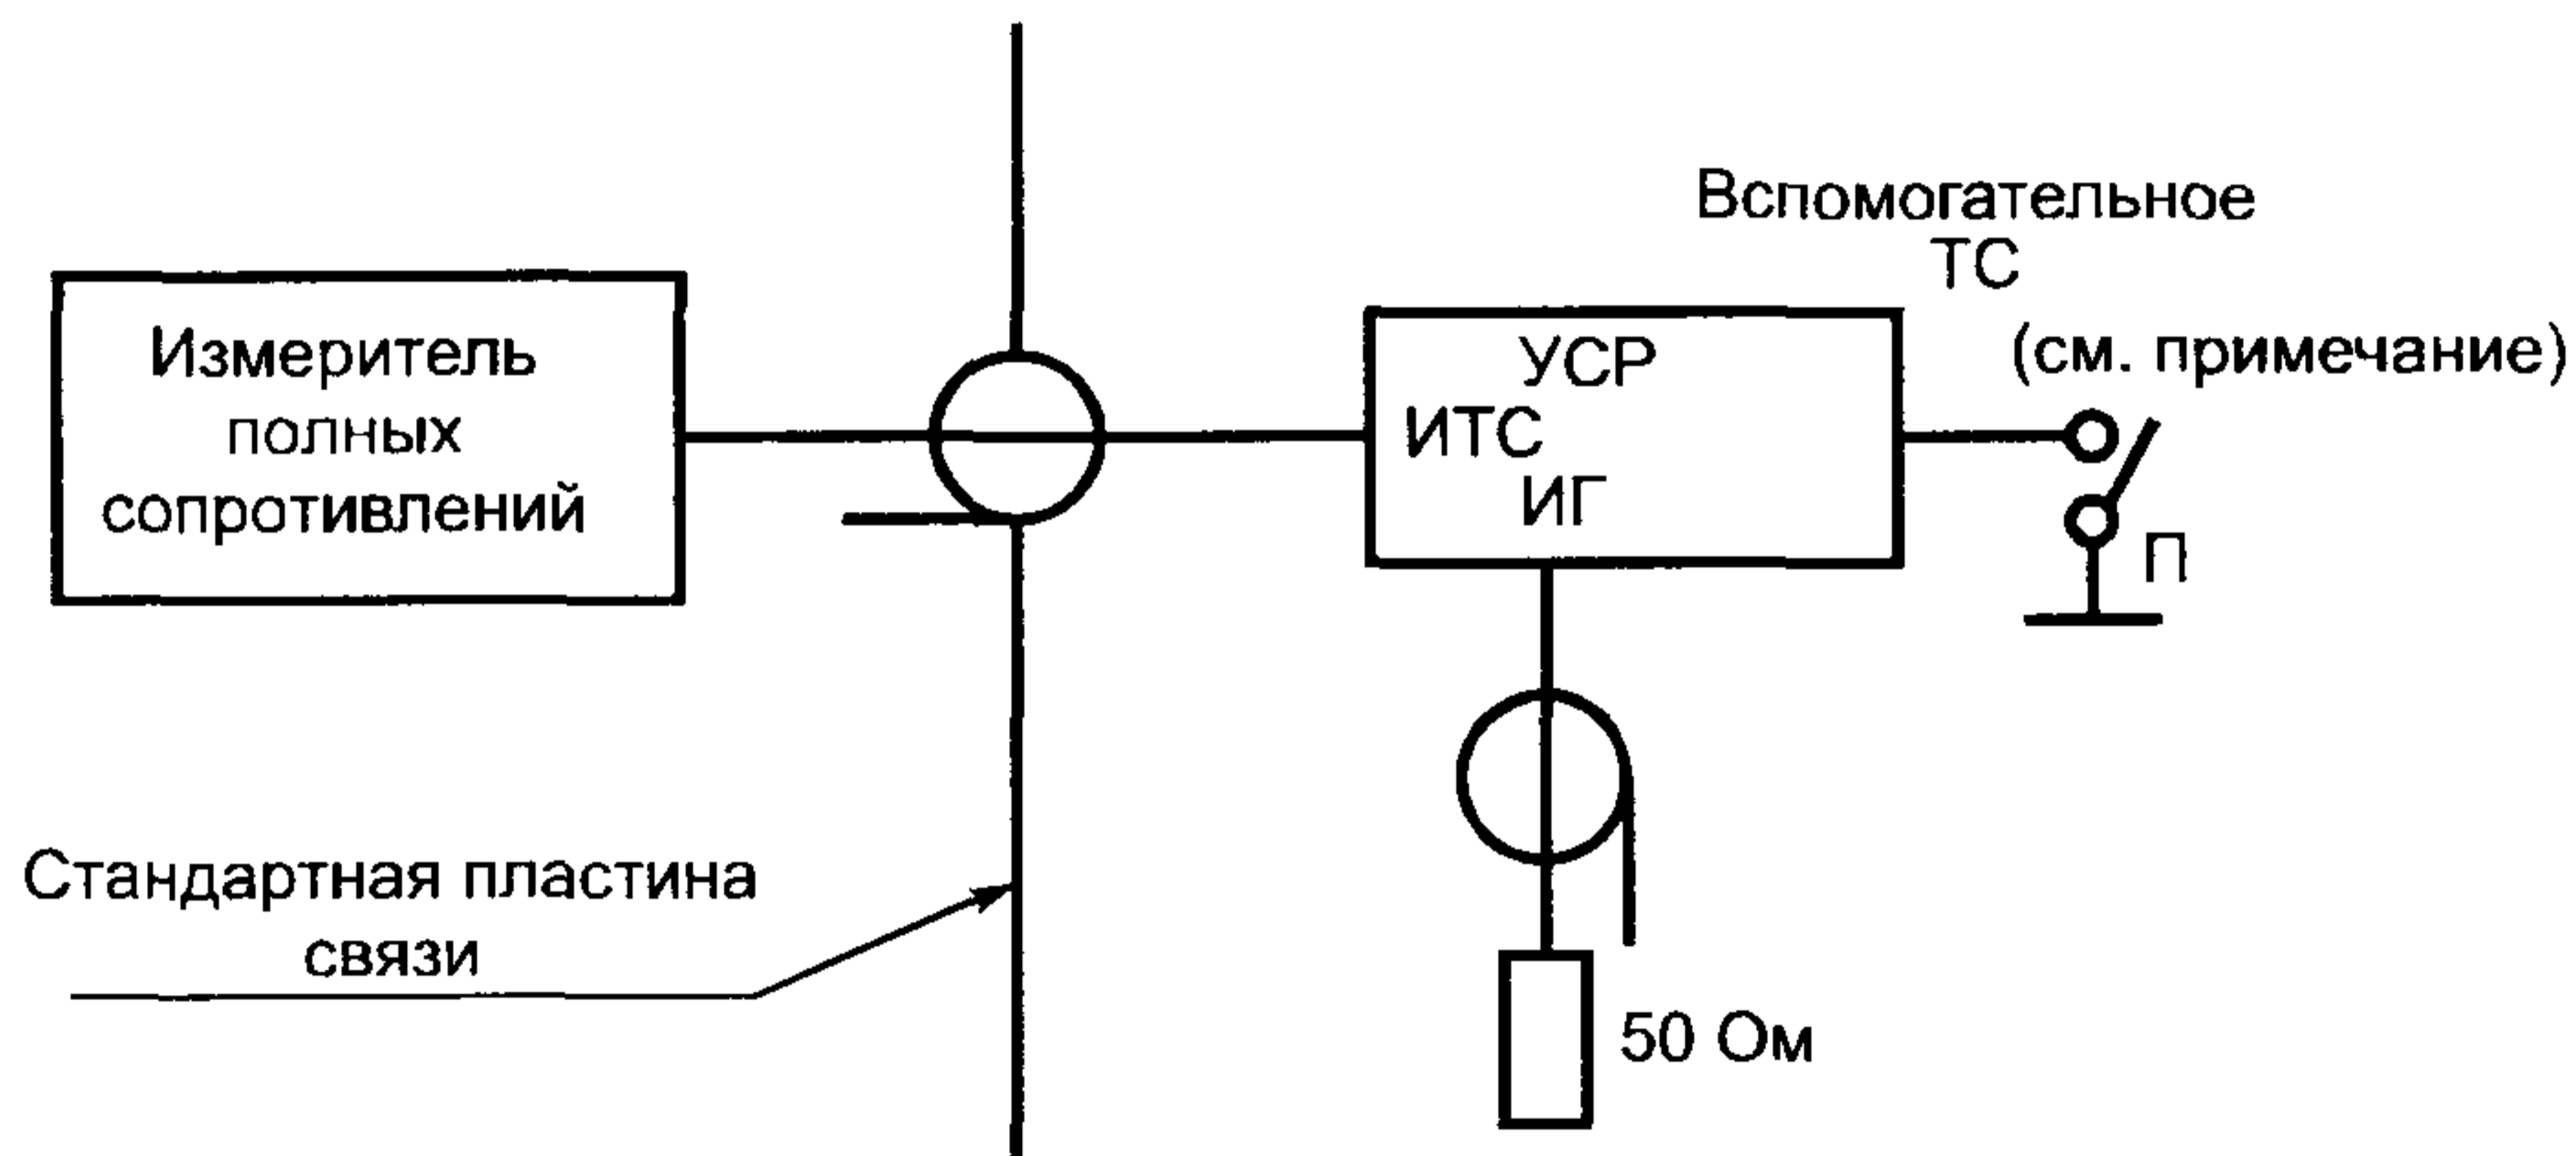 Вспомогательное
ТС
(см. примечание)
Измеритель
полных
сопротивлений
УСР
ИТС
ИГ
П
Стандартная пластина
связи
50 Ом